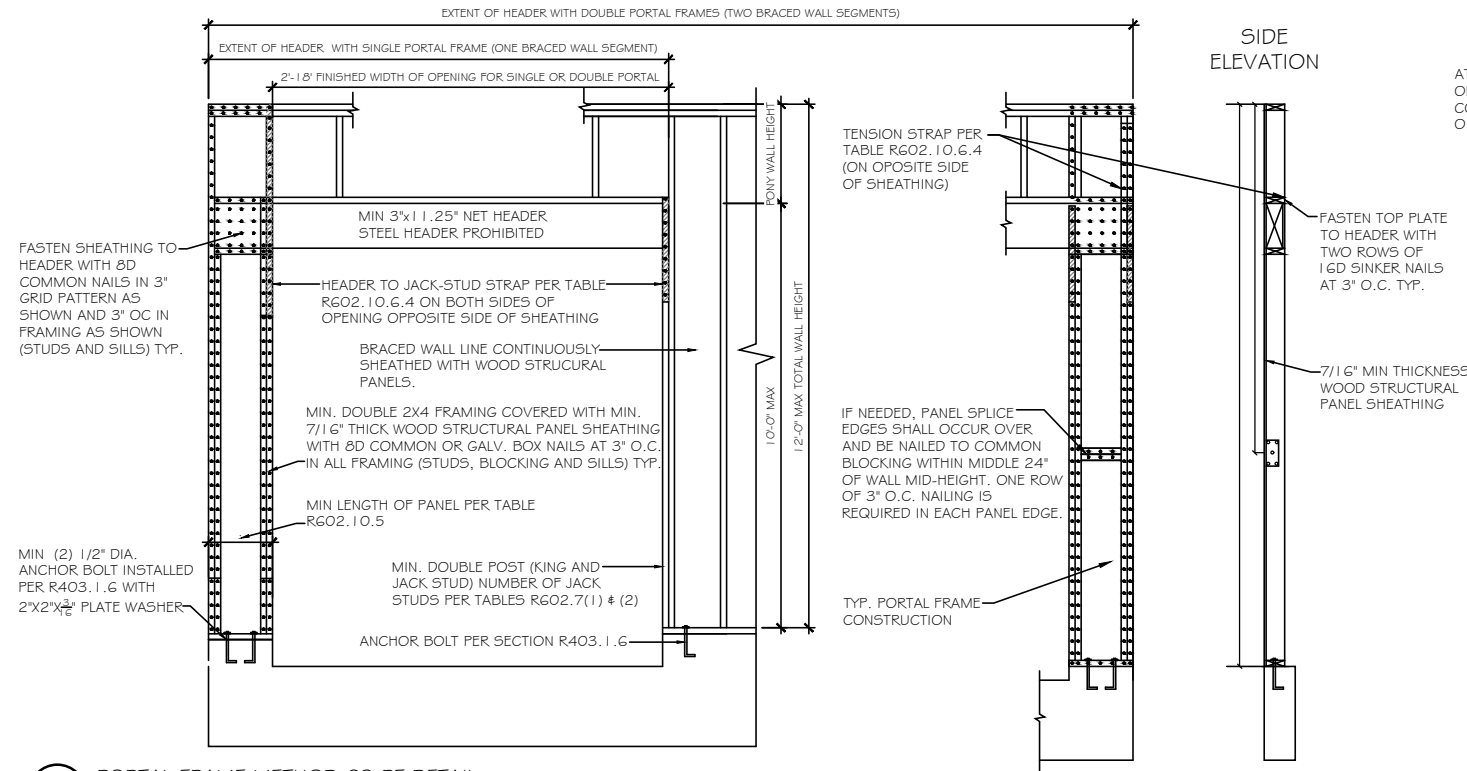 EXTENT OF HEADER WITH DOUBLE PORTAL FRAMES (TWO BRACED WALL SEGMENTS)
EXTENT OF HEADER WITH SINGLE PORTAL FRAME (ONE BRACED WALL SEGMENT)
2'-18' FINISHED WIDTH OF OPENING FOR SINGLE OR DOUBLE PORTAL
SIDE
ELEVATION
PONY WALL HEIGHT
10'-0" MAX
12'-0" MAX TOTAL WALL HEIGHT
MIN 3"x11.25" NET HEADER
STEEL HEADER PROHIBITED
FASTEN SHEATHING TO
HEADER WITH 8D
COMMON NAILS IN 3"
GRID PATTERN AS
SHOWN AND 3" OC IN
FRAMING AS SHOWN
(STUDS AND SILLS) TYP.
HEADER TO JACK-STUD STRAP PER TABLE
R602.10.6.4 ON BOTH SIDES OF
OPENING OPPOSITE SIDE OF SHEATHING
BRACED WALL LINE CONTINUOUSLY
SHEATHED WITH WOOD STRUCURAL
PANELS.
MIN. DOUBLE 2X4 FRAMING COVERED WITH MIN.
7/16" THICK WOOD STRUCTURAL PANEL SHEATHING
WITH 8D COMMON OR GALV. BOX NAILS AT 3" O.C.
IN ALL FRAMING (STUDS, BLOCKING AND SILLS) TYP.
MIN LENGTH OF PANEL PER TABLE
R602.10.5
MIN (2) 1/2" DIA.
ANCHOR BOLT INSTALLED
PER R403.1.6 WITH
2"X2"X3/16" PLATE WASHER
MIN. DOUBLE POST (KING AND
JACK STUD) NUMBER OF JACK
STUDS PER TABLES R602.7(1) & (2)
ANCHOR BOLT PER SECTION R403.1.6
TENSION STRAP PER
TABLE R602.10.6.4
(ON OPOSITE SIDE
OF SHEATHING)
IF NEEDED, PANEL SPLICE
EDGES SHALL OCCUR OVER
AND BE NAILED TO COMMON
BLOCKING WITHIN MIDDLE 24"
OF WALL MID-HEIGHT. ONE ROW
OF 3" O.C. NAILING IS
REQUIRED IN EACH PANEL EDGE.
TYP. PORTAL FRAME
CONSTRUCTION
FASTEN TOP PLATE
TO HEADER WITH
TWO ROWS OF
16D SINKER NAILS
AT 3" O.C. TYP.
7/16" MIN THICKNESS
WOOD STRUCTURAL
PANEL SHEATHING